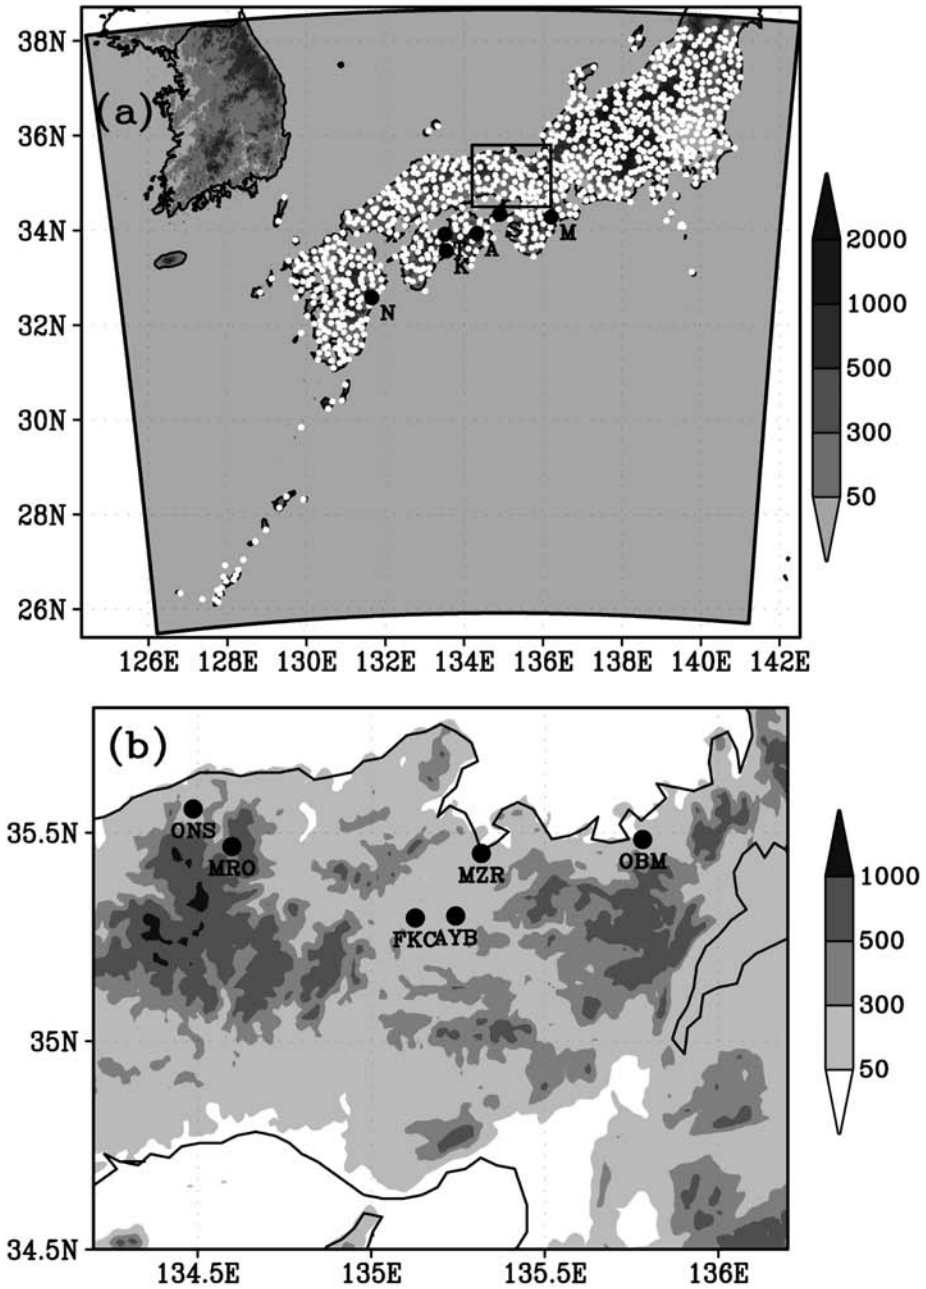 38N
(a)
36N
34N
32N
30N
28N
26N
S
M
A
K
N
126E 128E 130E 132E 134E 136E 138E 140E 142E
2000
1000
500
300
50
(b)
35.5N
35N
34.5N
ONS
MRO
MZR
OBM
FKC AYB
134.5E 135E 135.5E 136E
1000
500
300
50